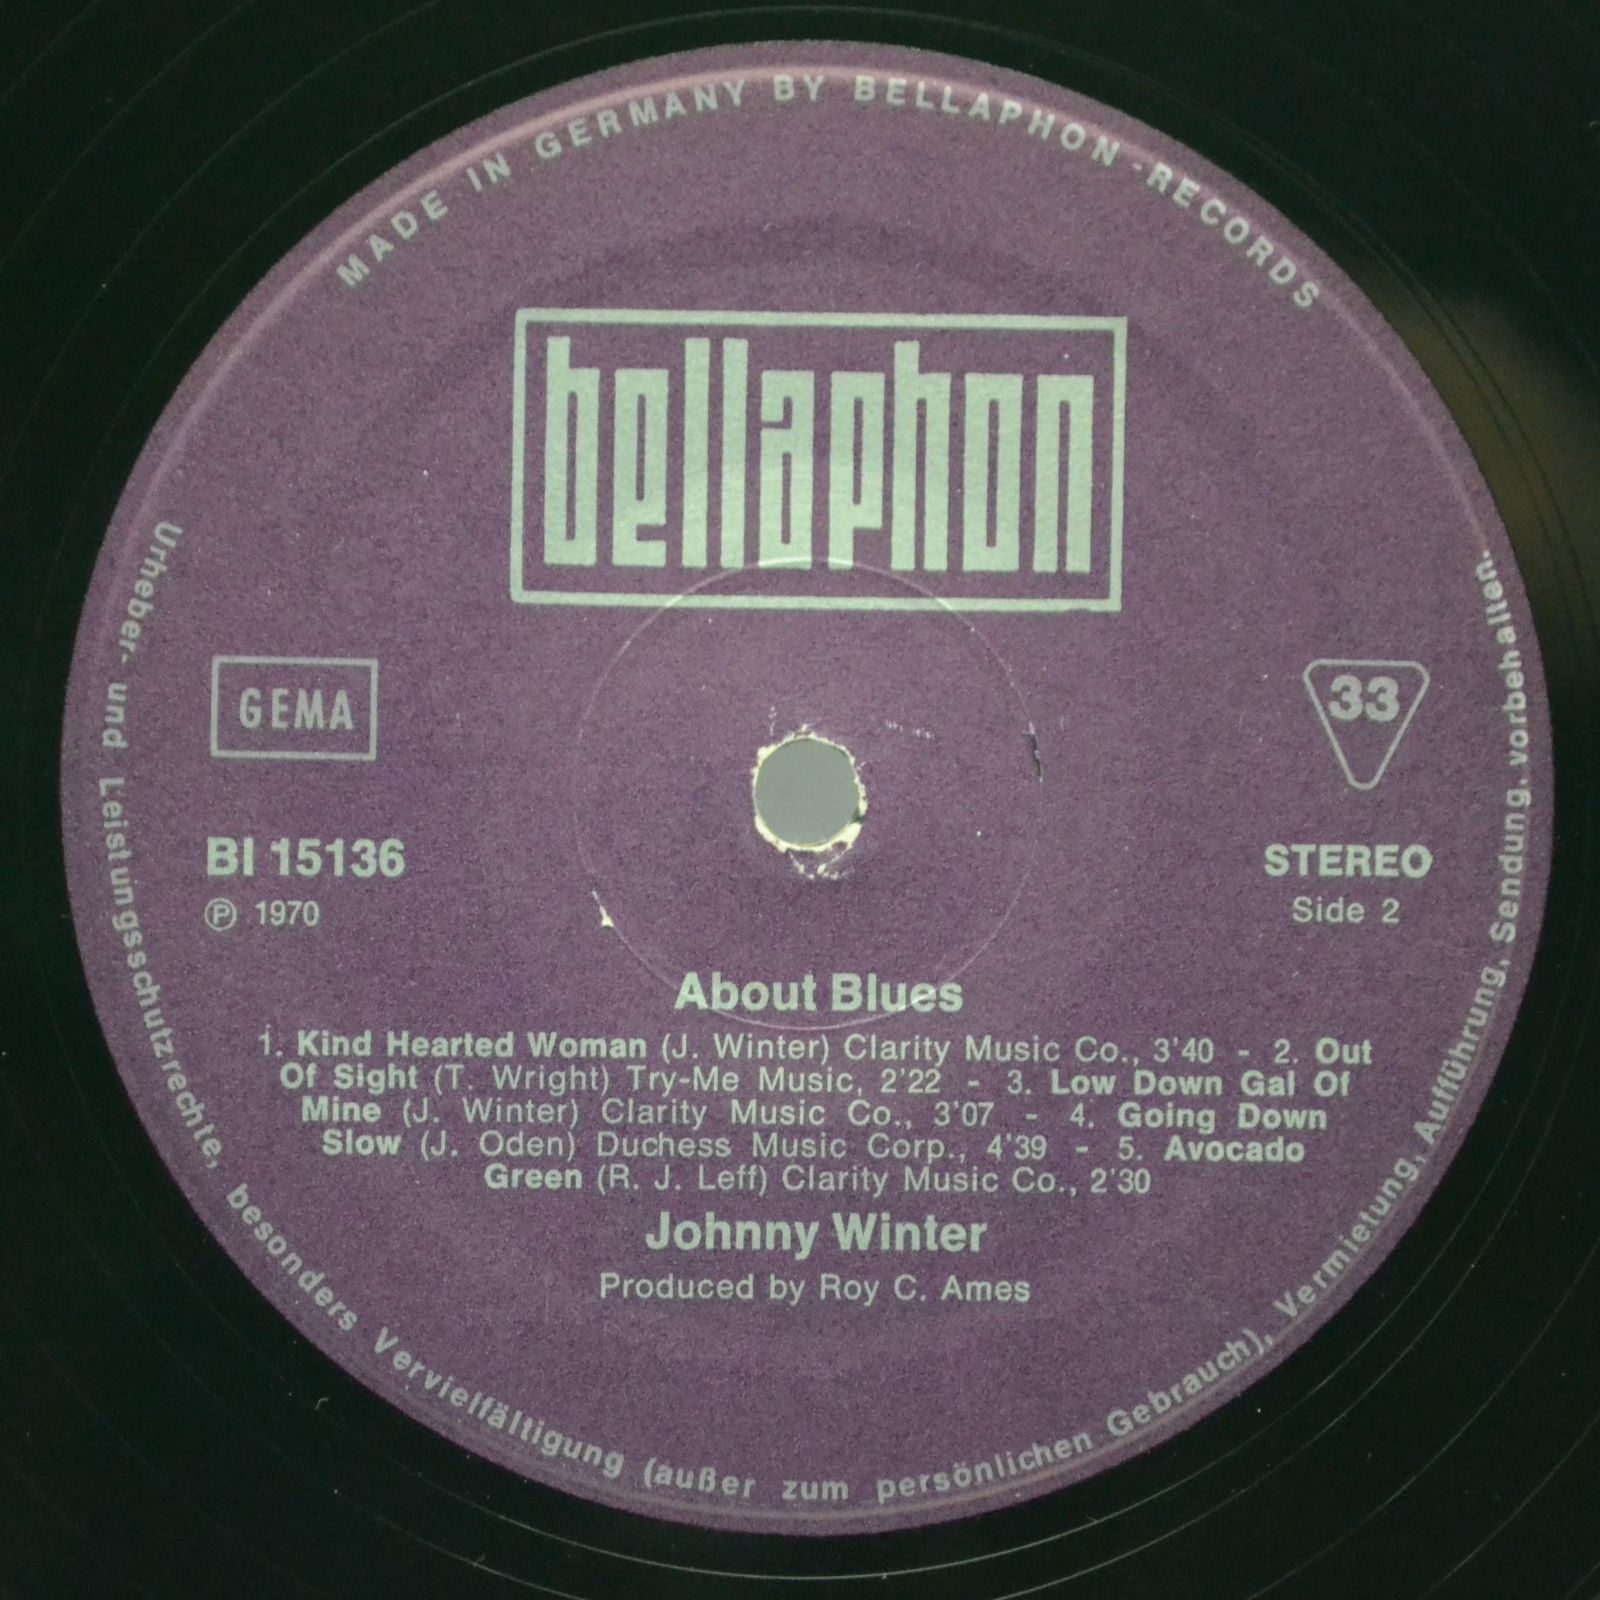 MADE IN GERMANY BY BELLAPHON-RECORDS
bellaphon
GEMA
33
BI 15136
STEREO
Ⓟ 1970
Side 2
About Blues
1. Kind Hearted Woman (J. Winter) Clarity Music Co., 3'40 - 2. Out
Of Sight (T. Wright) Try-Me Music, 2'22 - 3. Low Down Gal Of
Mine (J. Winter) Clarity Music Co., 3'07 - 4. Going Down
Slow (J. Oden) Duchess Music Corp., 4'39 - 5. Avocado
Green (R. J. Leff) Clarity Music Co., 2'30
Johnny Winter
Produced by Roy C. Ames
Urheber- und Leistungsschutzrechte, besonders Vervielfältigung (außer zum persönlichen Gebrauch), Vermietung, Aufführung, Sendung, vorbehalten.